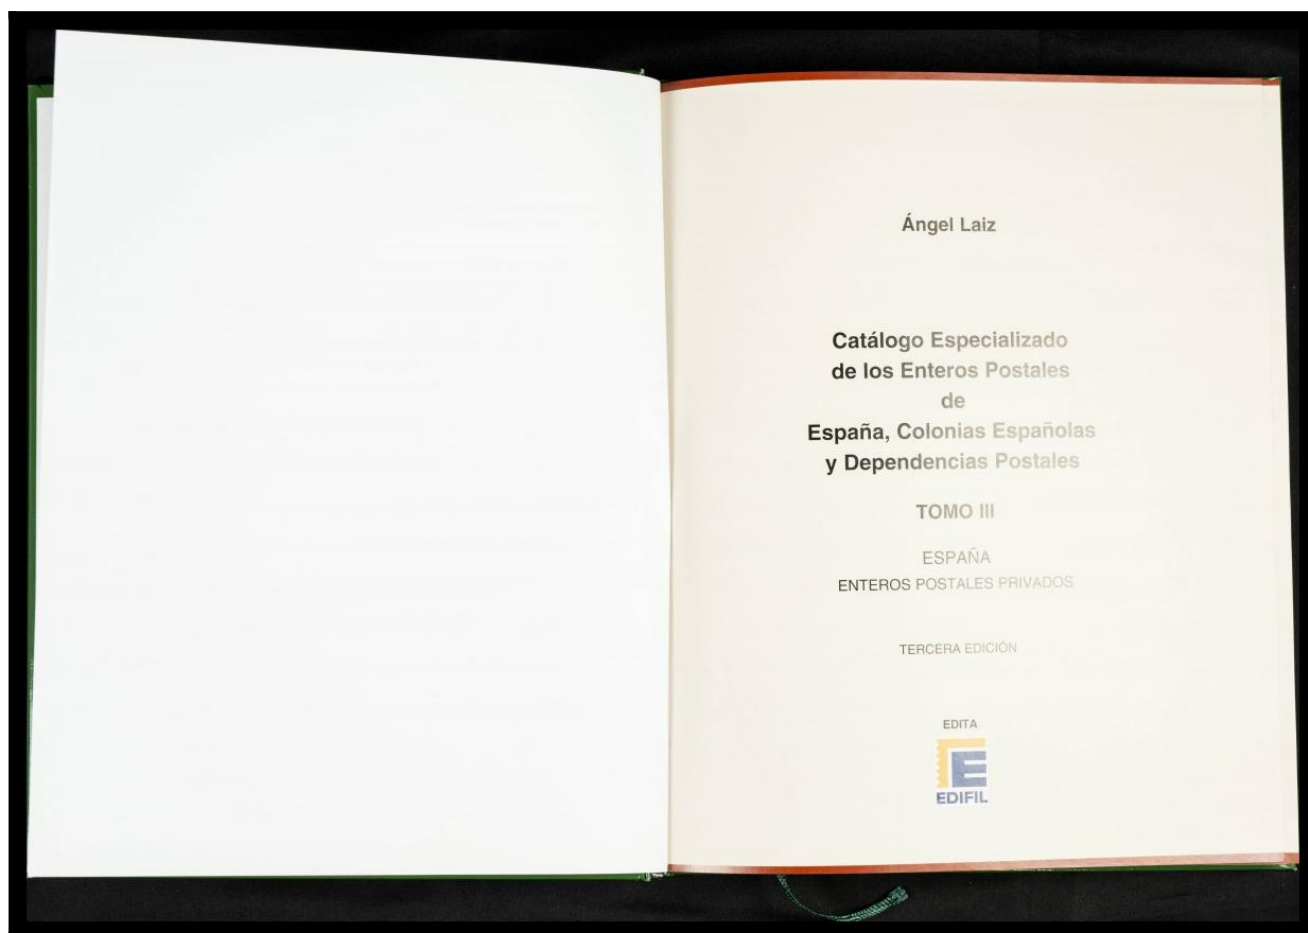 Ángel Laiz
Catálogo Especializado
de los Enteros Postales
de
España, Colonias Españolas
y Dependencias Postales
TOMO III
ESPAÑA
ENTEROS POSTALES PRIVADOS
TERCERA EDICIÓN
EDITA
E
EDIFIL